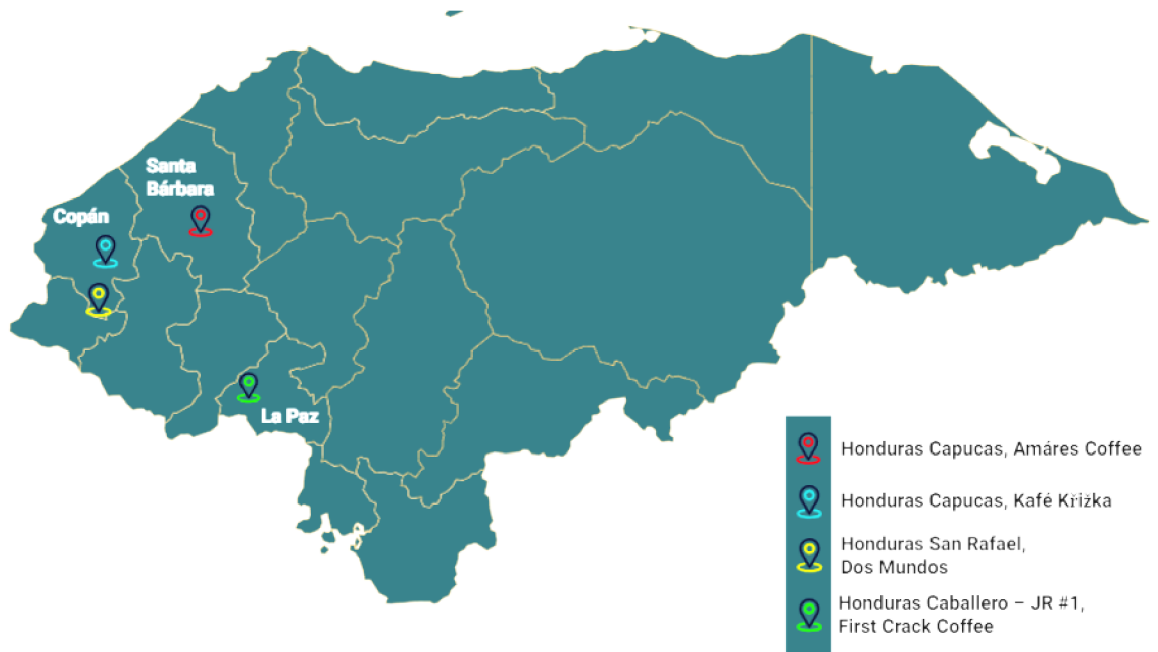 Santa
Bárbara
Copán
La Paz
Honduras Capucas, Amáres Coffee
Honduras Capucas, Kafé Křižka
Honduras San Rafael,
Dos Mundos
Honduras Caballero – JR #1,
First Crack Coffee